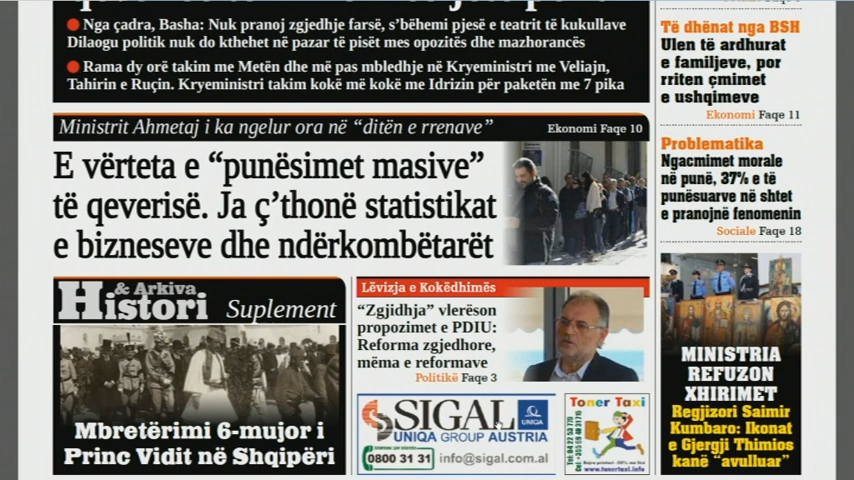 Nga çadra, Basha: Nuk pranoj zgjedhje farsë, s’bëhemi pjesë e teatrit të kukullave
Dilaogu politik nuk do kthehet në pazar të pisët mes opozitës dhe mazhorancës
Rama dy orë takim me Metën dhe më pas mbledhje në Kryeministri me Veliajn,
Tahirin e Ruçin. Kryeministri takim kokë më kokë me Idrizin për paketën me 7 pika
Ministrit Ahmetaj i ka ngelur ora në “ditën e rrenave”
Ekonomi Faqe 10
E vërteta e “punësimet masive”
të qeverisë. Ja ç’thonë statistikat
e bizneseve dhe ndërkombëtarët
& Arkiva
Histori
Suplement
Mbretërimi 6-mujor i
Princ Vidit në Shqipëri
Lëvizja e Kokëdhimës
“Zgjidhja” vlerëson
propozimet e PDIU:
Reforma zgjedhore,
mëma e reformave
Politikë Faqe 3
SIGAL
UNIQA
UNIQA GROUP AUSTRIA
0800 31 31
info@sigal.com.al
Toner Taxi
www.tonertaxi.info
Të dhënat nga BSH
Ulen të ardhurat
e familjeve, por
rriten çmimet
e ushqimeve
Ekonomi Faqe 11
Problematika
Ngacmimet morale
në punë, 37% e të
punësuarve në shtet
e pranojnë fenomenin
Sociale Faqe 18
MINISTRIA
REFUZON
XHIRIMET
Regjizori Saimir
Kumbaro: Ikonat
e Gjergji Thimios
kanë “avulluar”